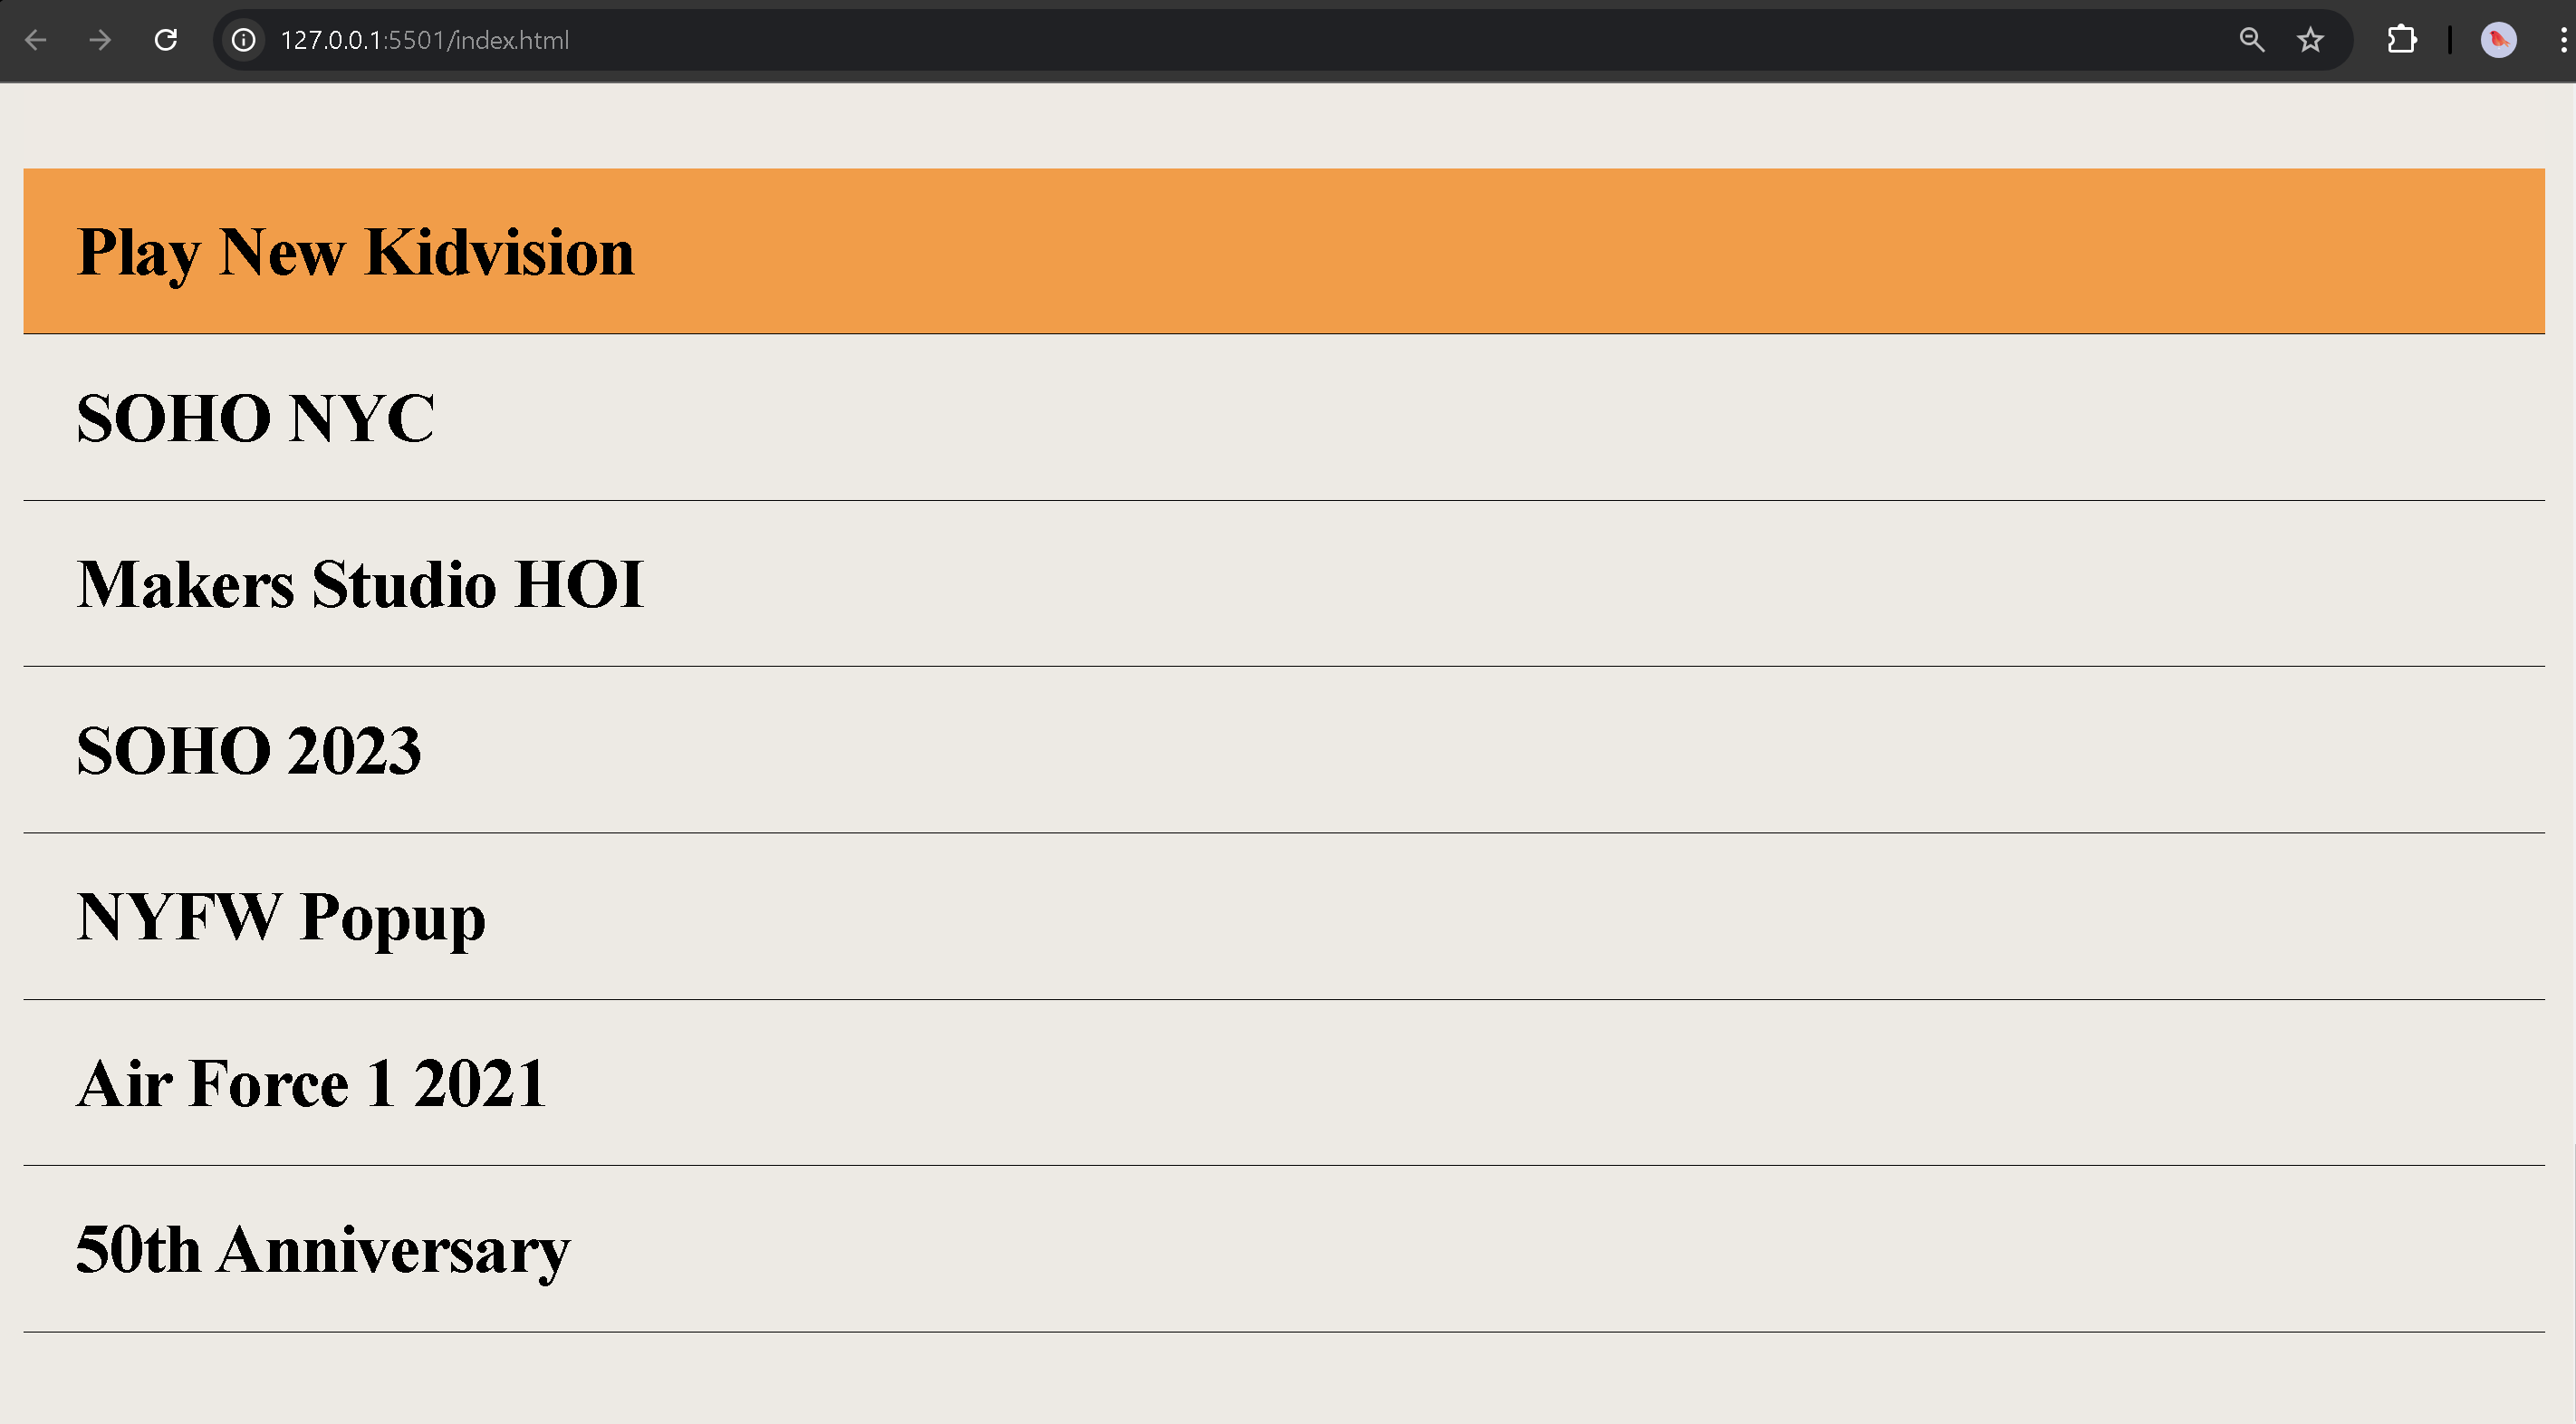 127.0.0.1:5501/index.html
Play New Kidvision
SOHO NYC
Makers Studio HOI
SOHO 2023
NYFW Popup
Air Force 1 2021
50th Anniversary